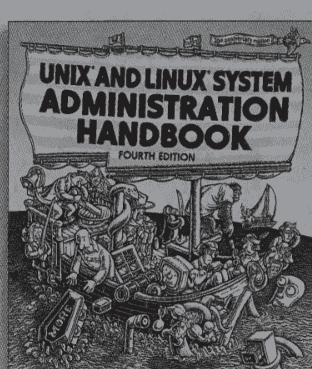 UNIX® AND LINUX® SYSTEM
ADMINISTRATION
HANDBOOK
FOURTH EDITION